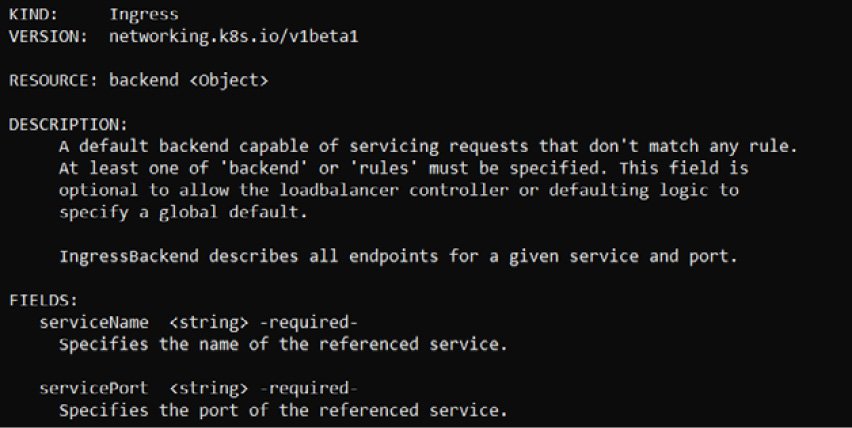 KIND:     Ingress
VERSION:  networking.k8s.io/v1beta1
RESOURCE: backend <Object>
DESCRIPTION:
     A default backend capable of servicing requests that don't match any rule.
     At least one of 'backend' or 'rules' must be specified. This field is
     optional to allow the loadbalancer controller or defaulting logic to
     specify a global default.
     IngressBackend describes all endpoints for a given service and port.
FIELDS:
   serviceName  <string> -required-
     Specifies the name of the referenced service.
   servicePort  <string> -required-
     Specifies the port of the referenced service.